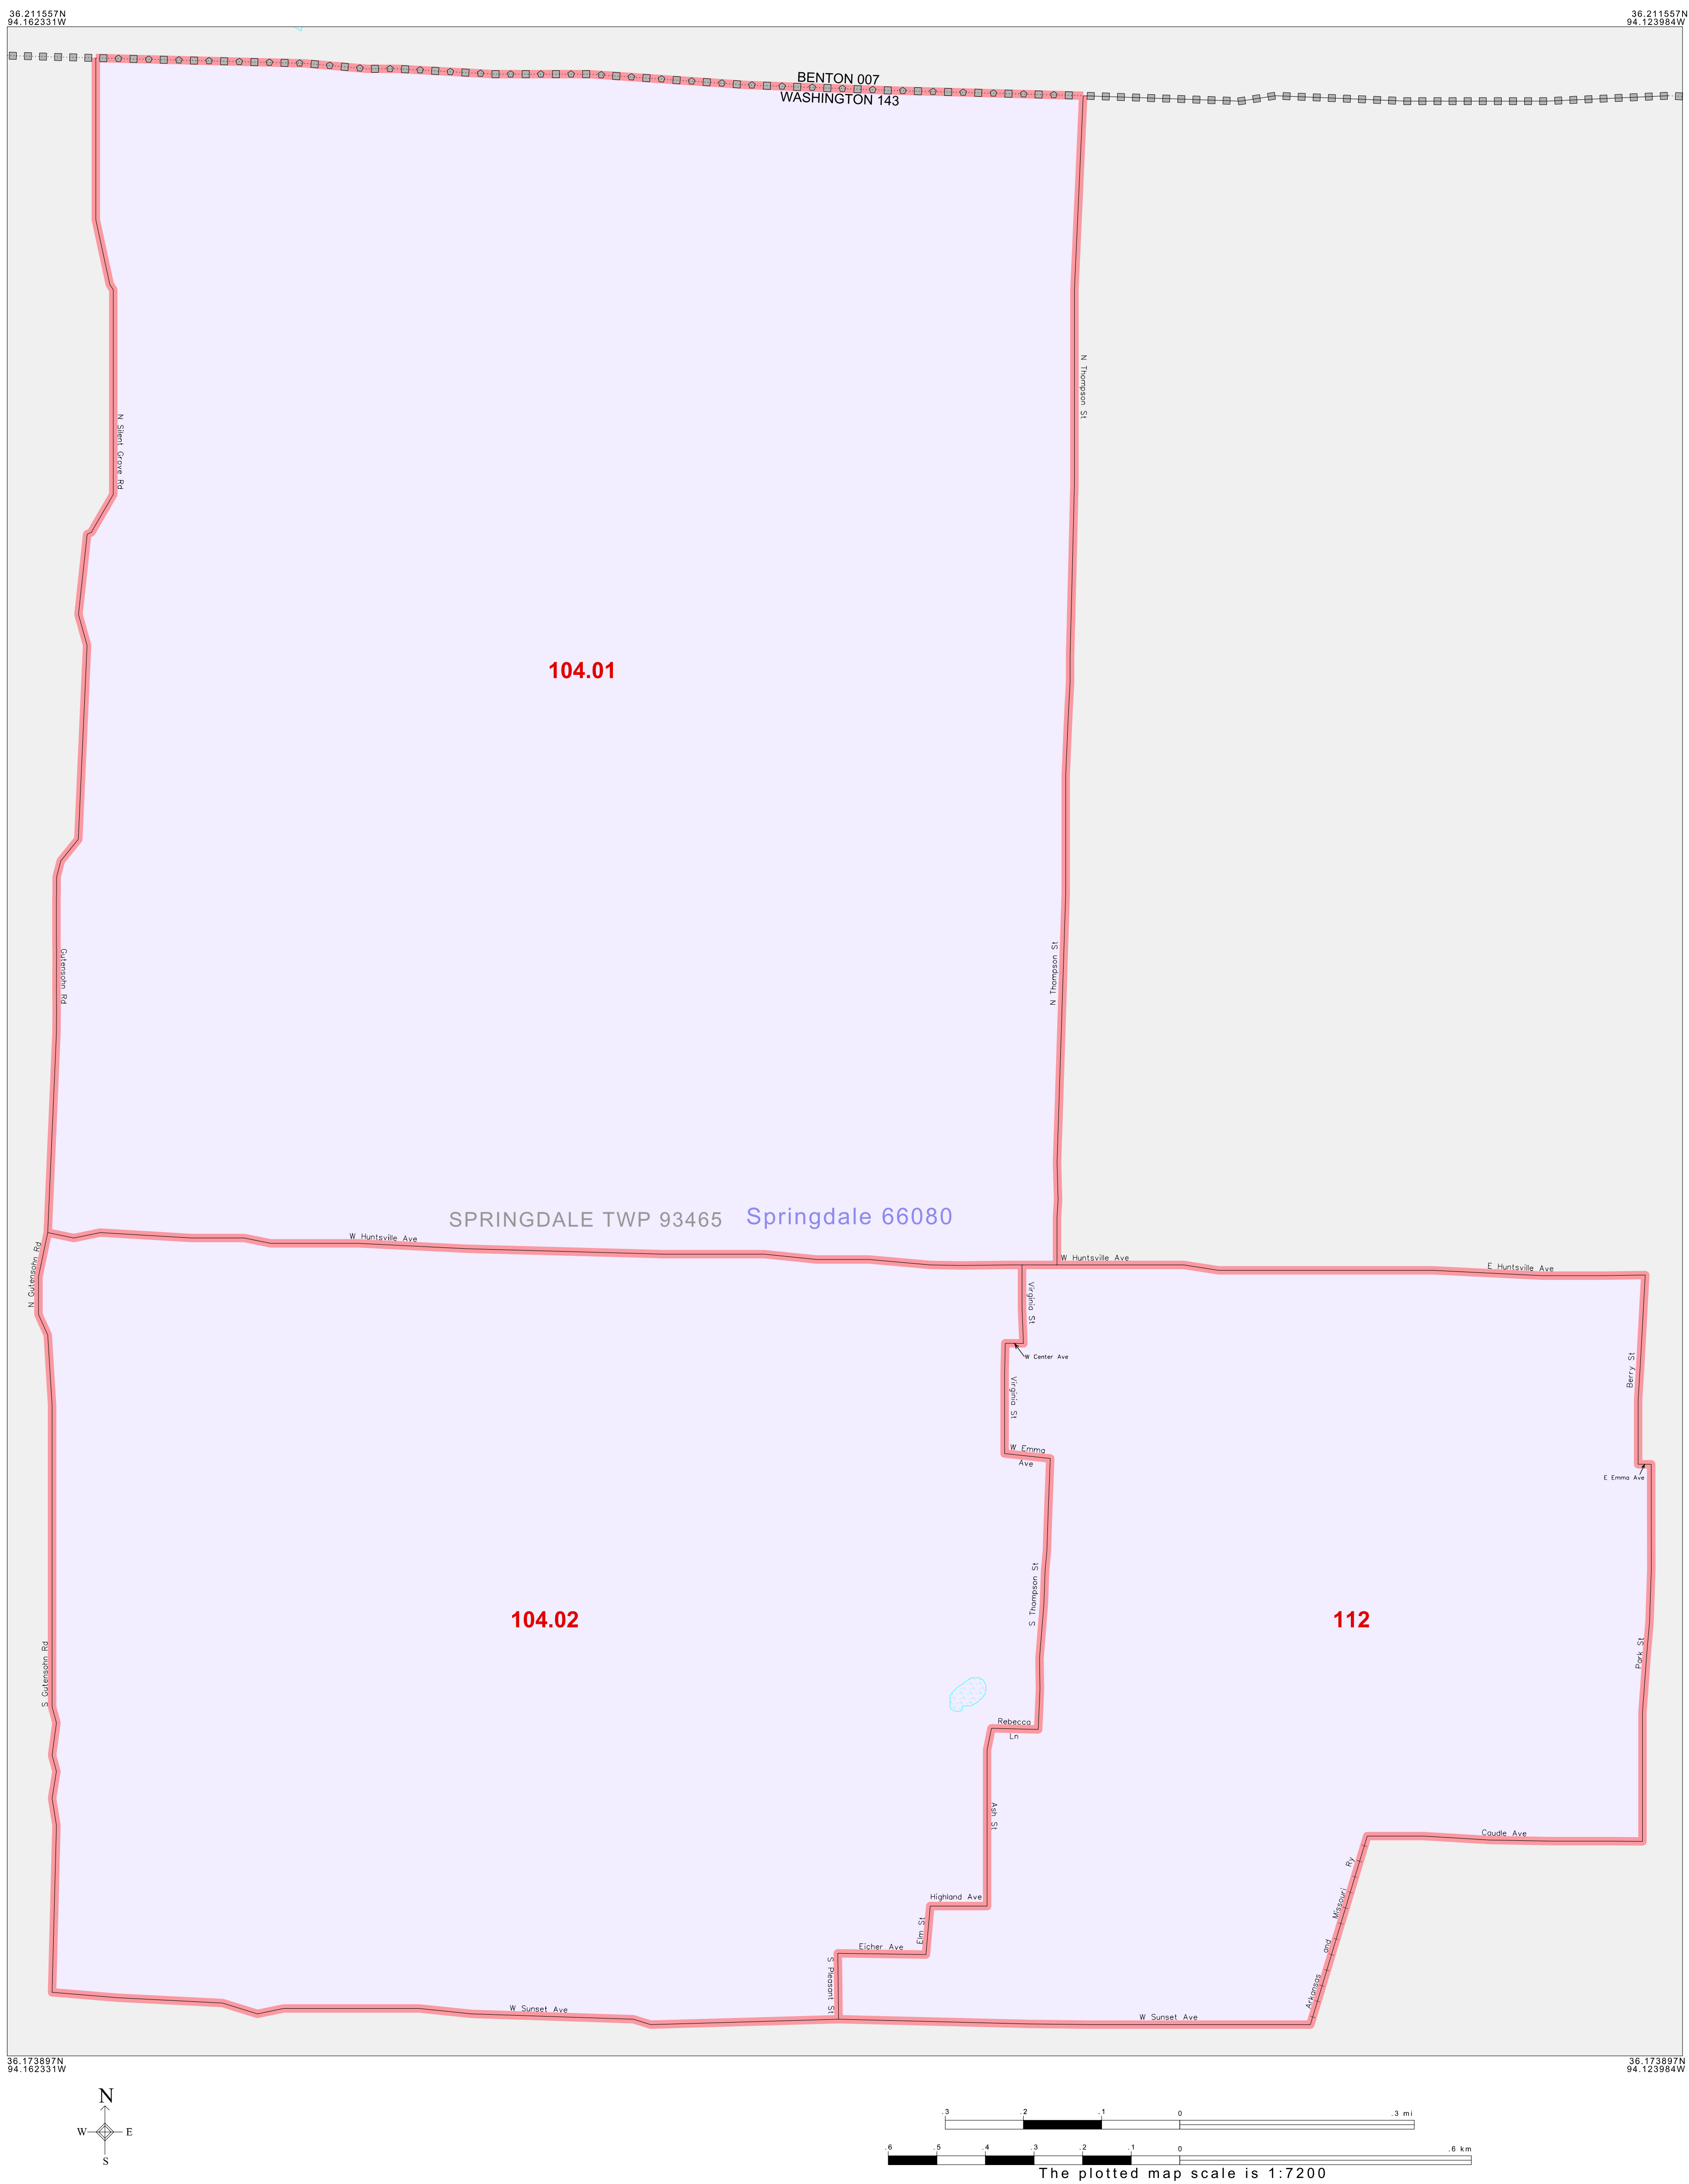 36.211557N
94.162331W
36.211557N
94.123984W
BENTON 007
WASHINGTON 143
N Thompson St
N Silent Grove Rd
104.01
N Thompson St
Gutensohn Rd
SPRINGDALE TWP 93465
Springdale 66080
W Huntsville Ave
W Huntsville Ave
E Huntsville Ave
N Gutensohn Rd
Virginia St
W Center Ave
Virginia St
Berry St
W Emma
Ave
E Emma Ave
S Thompson St
104.02
112
S Gutensohn Rd
Park St
Rebecca
Ln
Ash St
Caudle Ave
Arkansas and Missouri Ry
Highland Ave
Elm St
Eicher Ave
S Pleasant St
W Sunset Ave
W Sunset Ave
36.173897N
94.162331W
36.173897N
94.123984W
N
W E
S
.3 .2 .1 0 .3 mi
.6 .5 .4 .3 .2 .1 0 .6 km
The plotted map scale is 1:7200